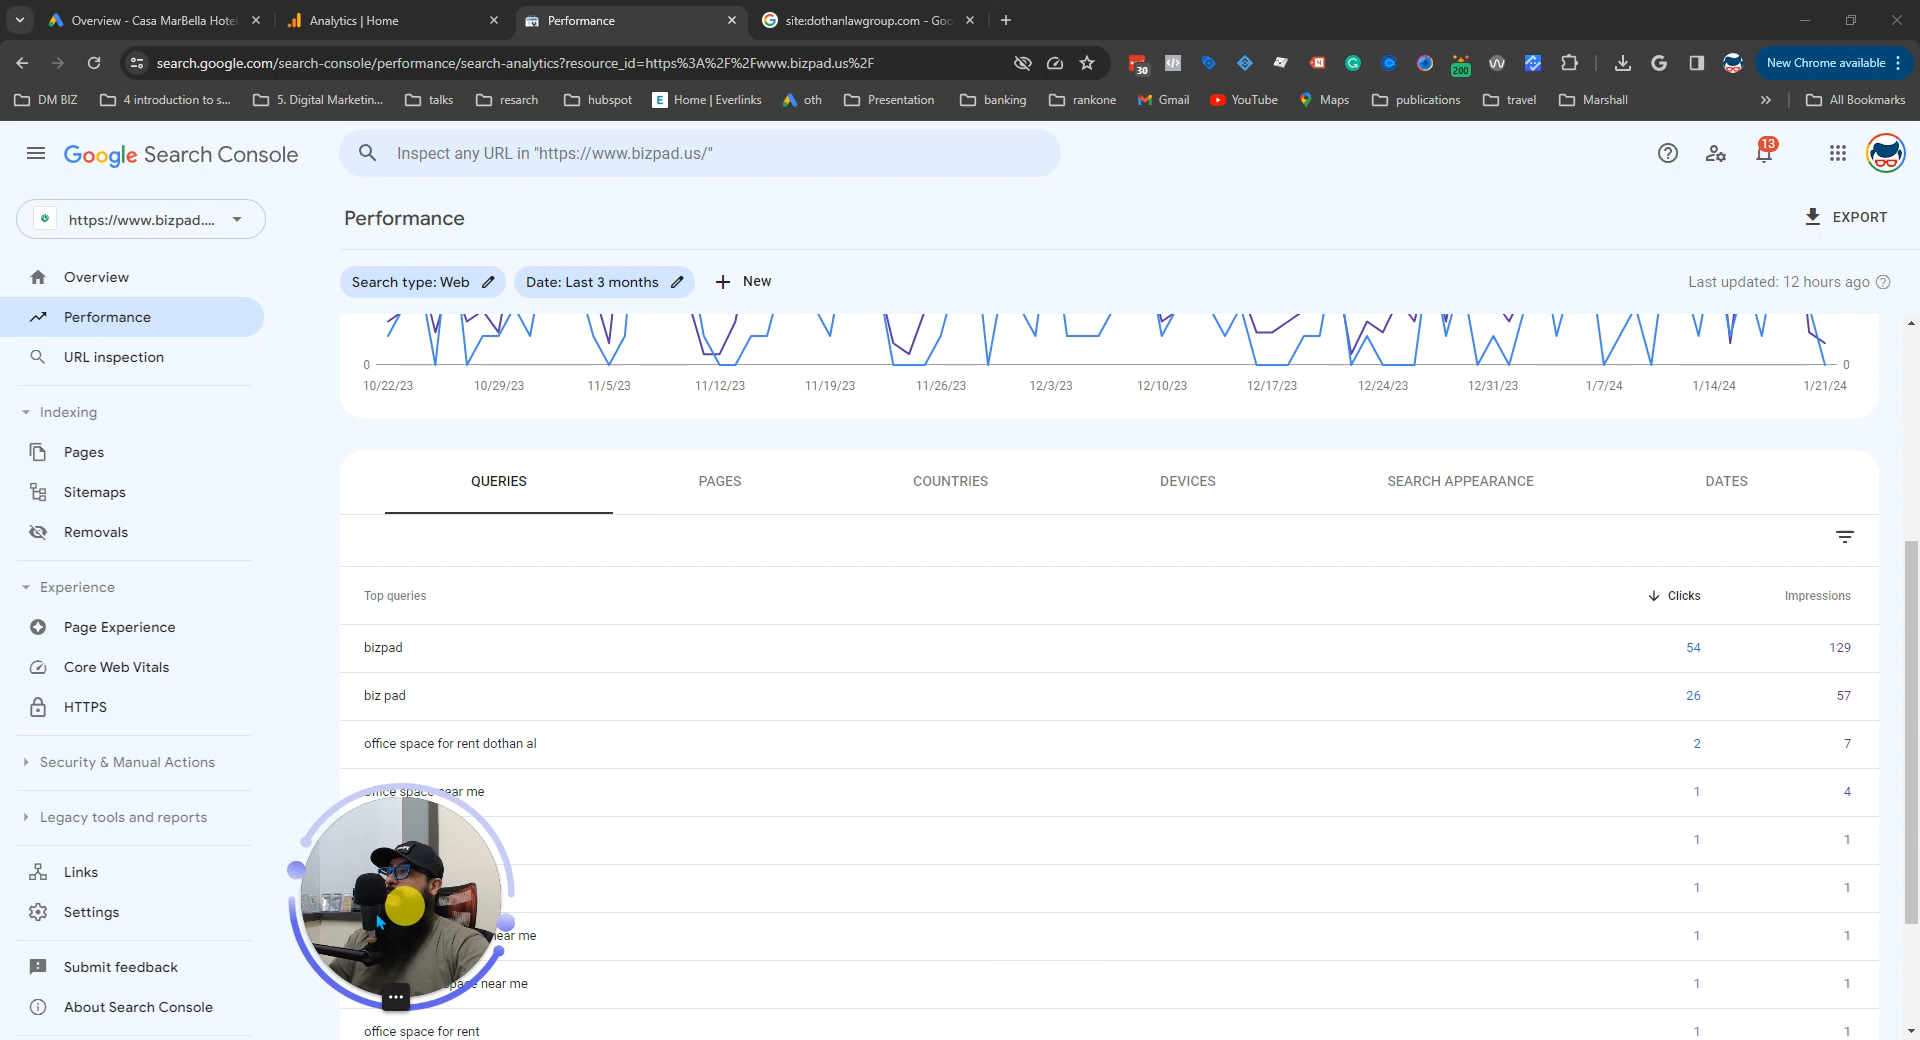 Overview - Casa MarBella Hotel
Analytics | Home
Performance
site:dothanlawgroup.com - Goo
search.google.com/search-console/performance/search-analytics?resource_id=https%3A%2F%2Fwww.bizpad.us%2F
30
200
New Chrome available
DM BIZ
4 introduction to s...
5. Digital Marketin...
talks
resarch
hubspot
Home | Everlinks
oth
Presentation
banking
rankone
Gmail
YouTube
Maps
publications
travel
Marshall
»
All Bookmarks
Google Search Console
Inspect any URL in "https://www.bizpad.us/"
13
https://www.bizpad....
Performance
EXPORT
Overview
Performance
URL inspection
Indexing
Pages
Sitemaps
Removals
Experience
Page Experience
Core Web Vitals
HTTPS
Security & Manual Actions
Legacy tools and reports
Links
Settings
Submit feedback
About Search Console
Search type: Web
Date: Last 3 months
New
Last updated: 12 hours ago
0
0
10/22/23 10/29/23 11/5/23 11/12/23 11/19/23 11/26/23 12/3/23 12/10/23 12/17/23 12/24/23 12/31/23 1/7/24 1/14/24 1/21/24
QUERIES PAGES COUNTRIES DEVICES SEARCH APPEARANCE DATES
Top queries Clicks Impressions
bizpad 54 129
biz pad 26 57
office space for rent dothan al 2 7
office space near me 1 4
1 1
1 1
near me 1 1
space near me 1 1
office space for rent 1 1